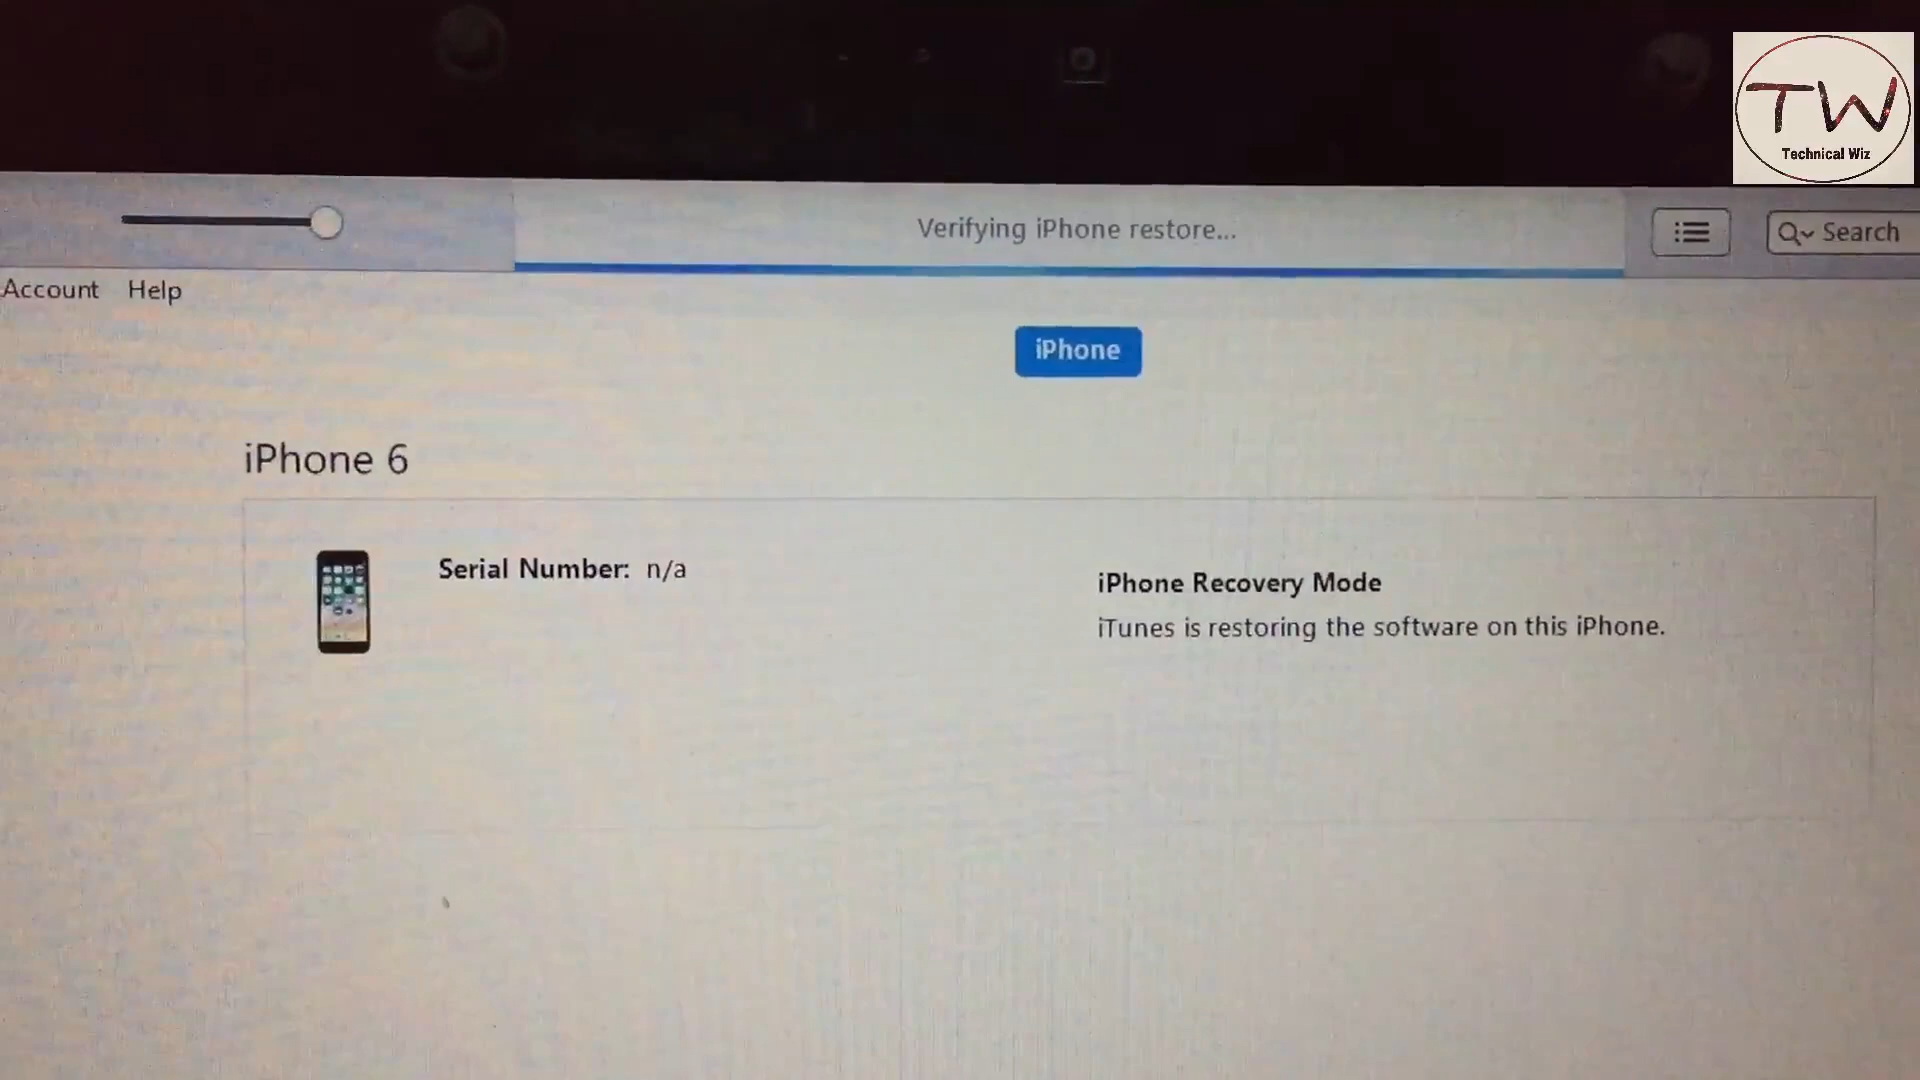 TW
Technical Wiz
Verifying iPhone restore...
Search
Account Help
iPhone
iPhone 6
Serial Number: n/a
iPhone Recovery Mode
iTunes is restoring the software on this iPhone.